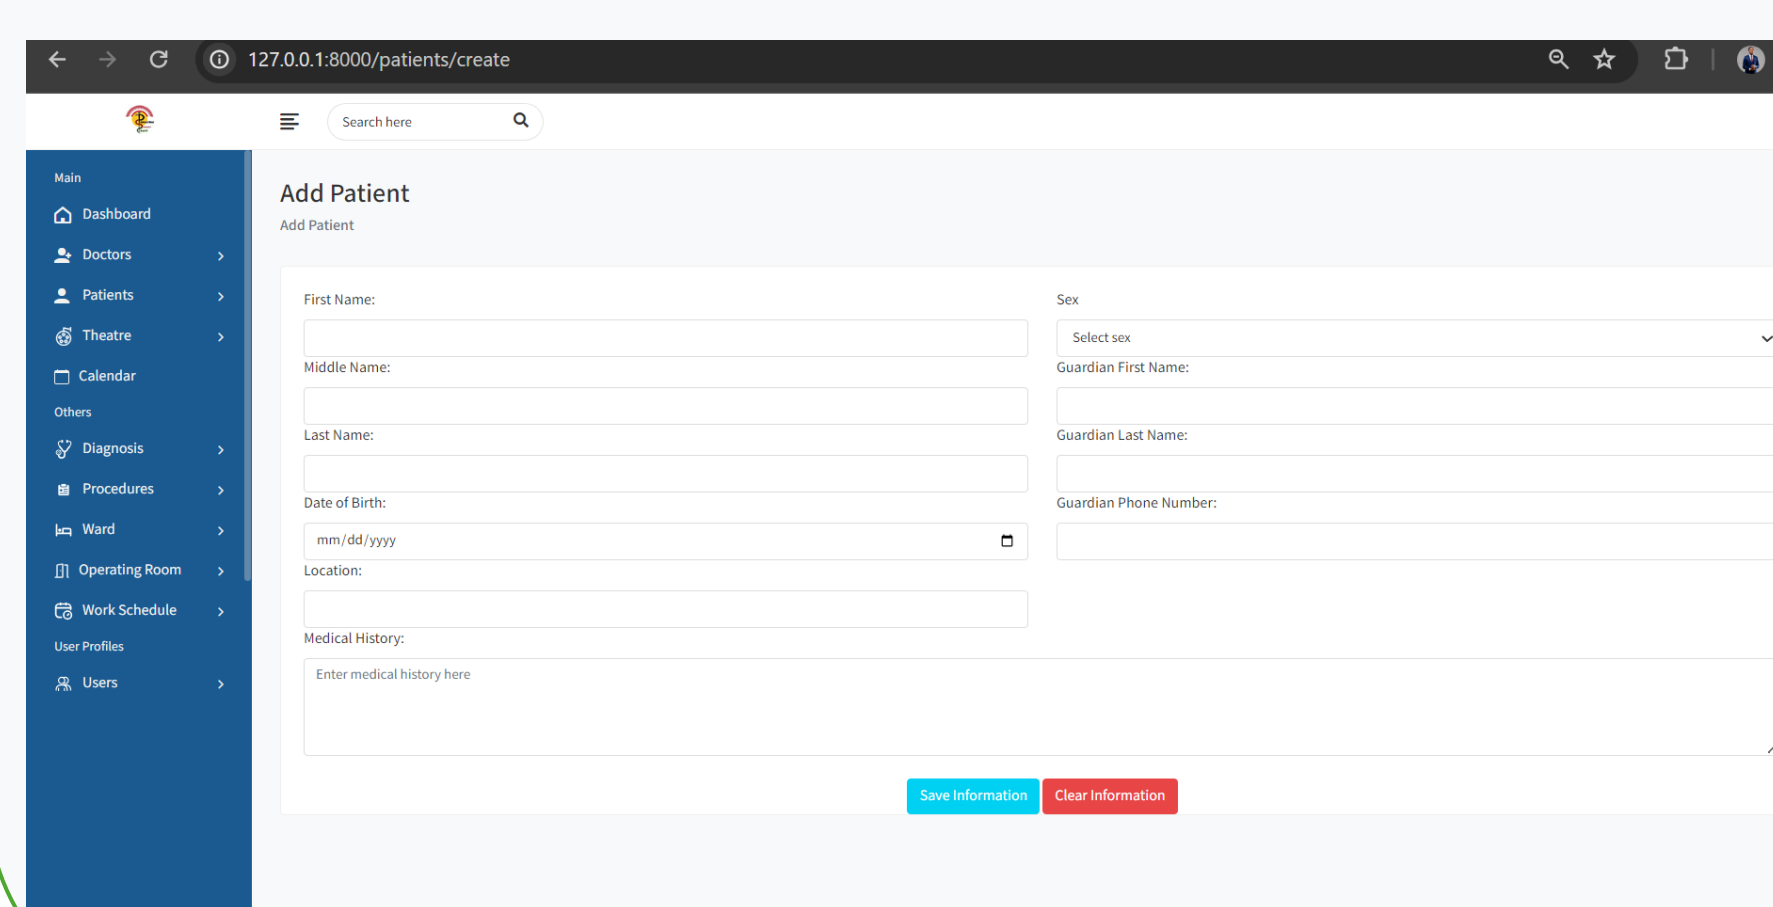 127.0.0.1:8000/patients/create
Search here
Main
Dashboard
Doctors
Patients
Theatre
Calendar
Others
Diagnosis
Procedures
Ward
Operating Room
Work Schedule
User Profiles
Users
Add Patient
Add Patient
First Name:
Sex
Select sex
Middle Name:
Guardian First Name:
Last Name:
Guardian Last Name:
Date of Birth:
Guardian Phone Number:
mm/dd/yyyy
Location:
Medical History:
Enter medical history here
Save Information
Clear Information